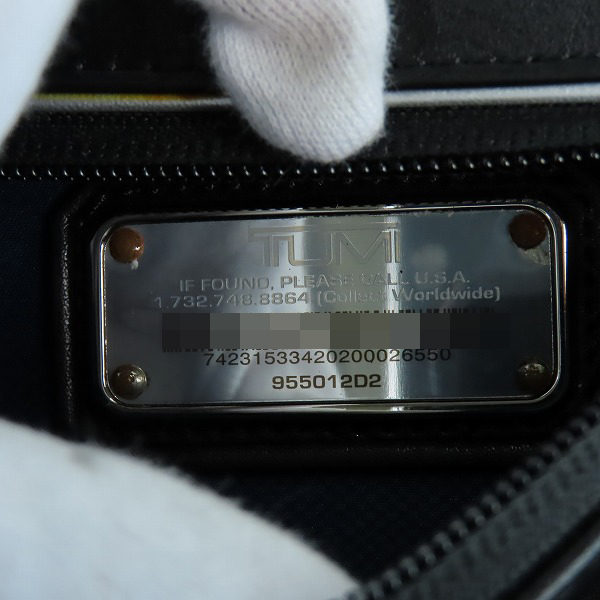 TUMI
IF FOUND, PLEASE CALL U.S.A.
1.732.748.8864 (Collect Worldwide)
74231533420200026550
955012D2